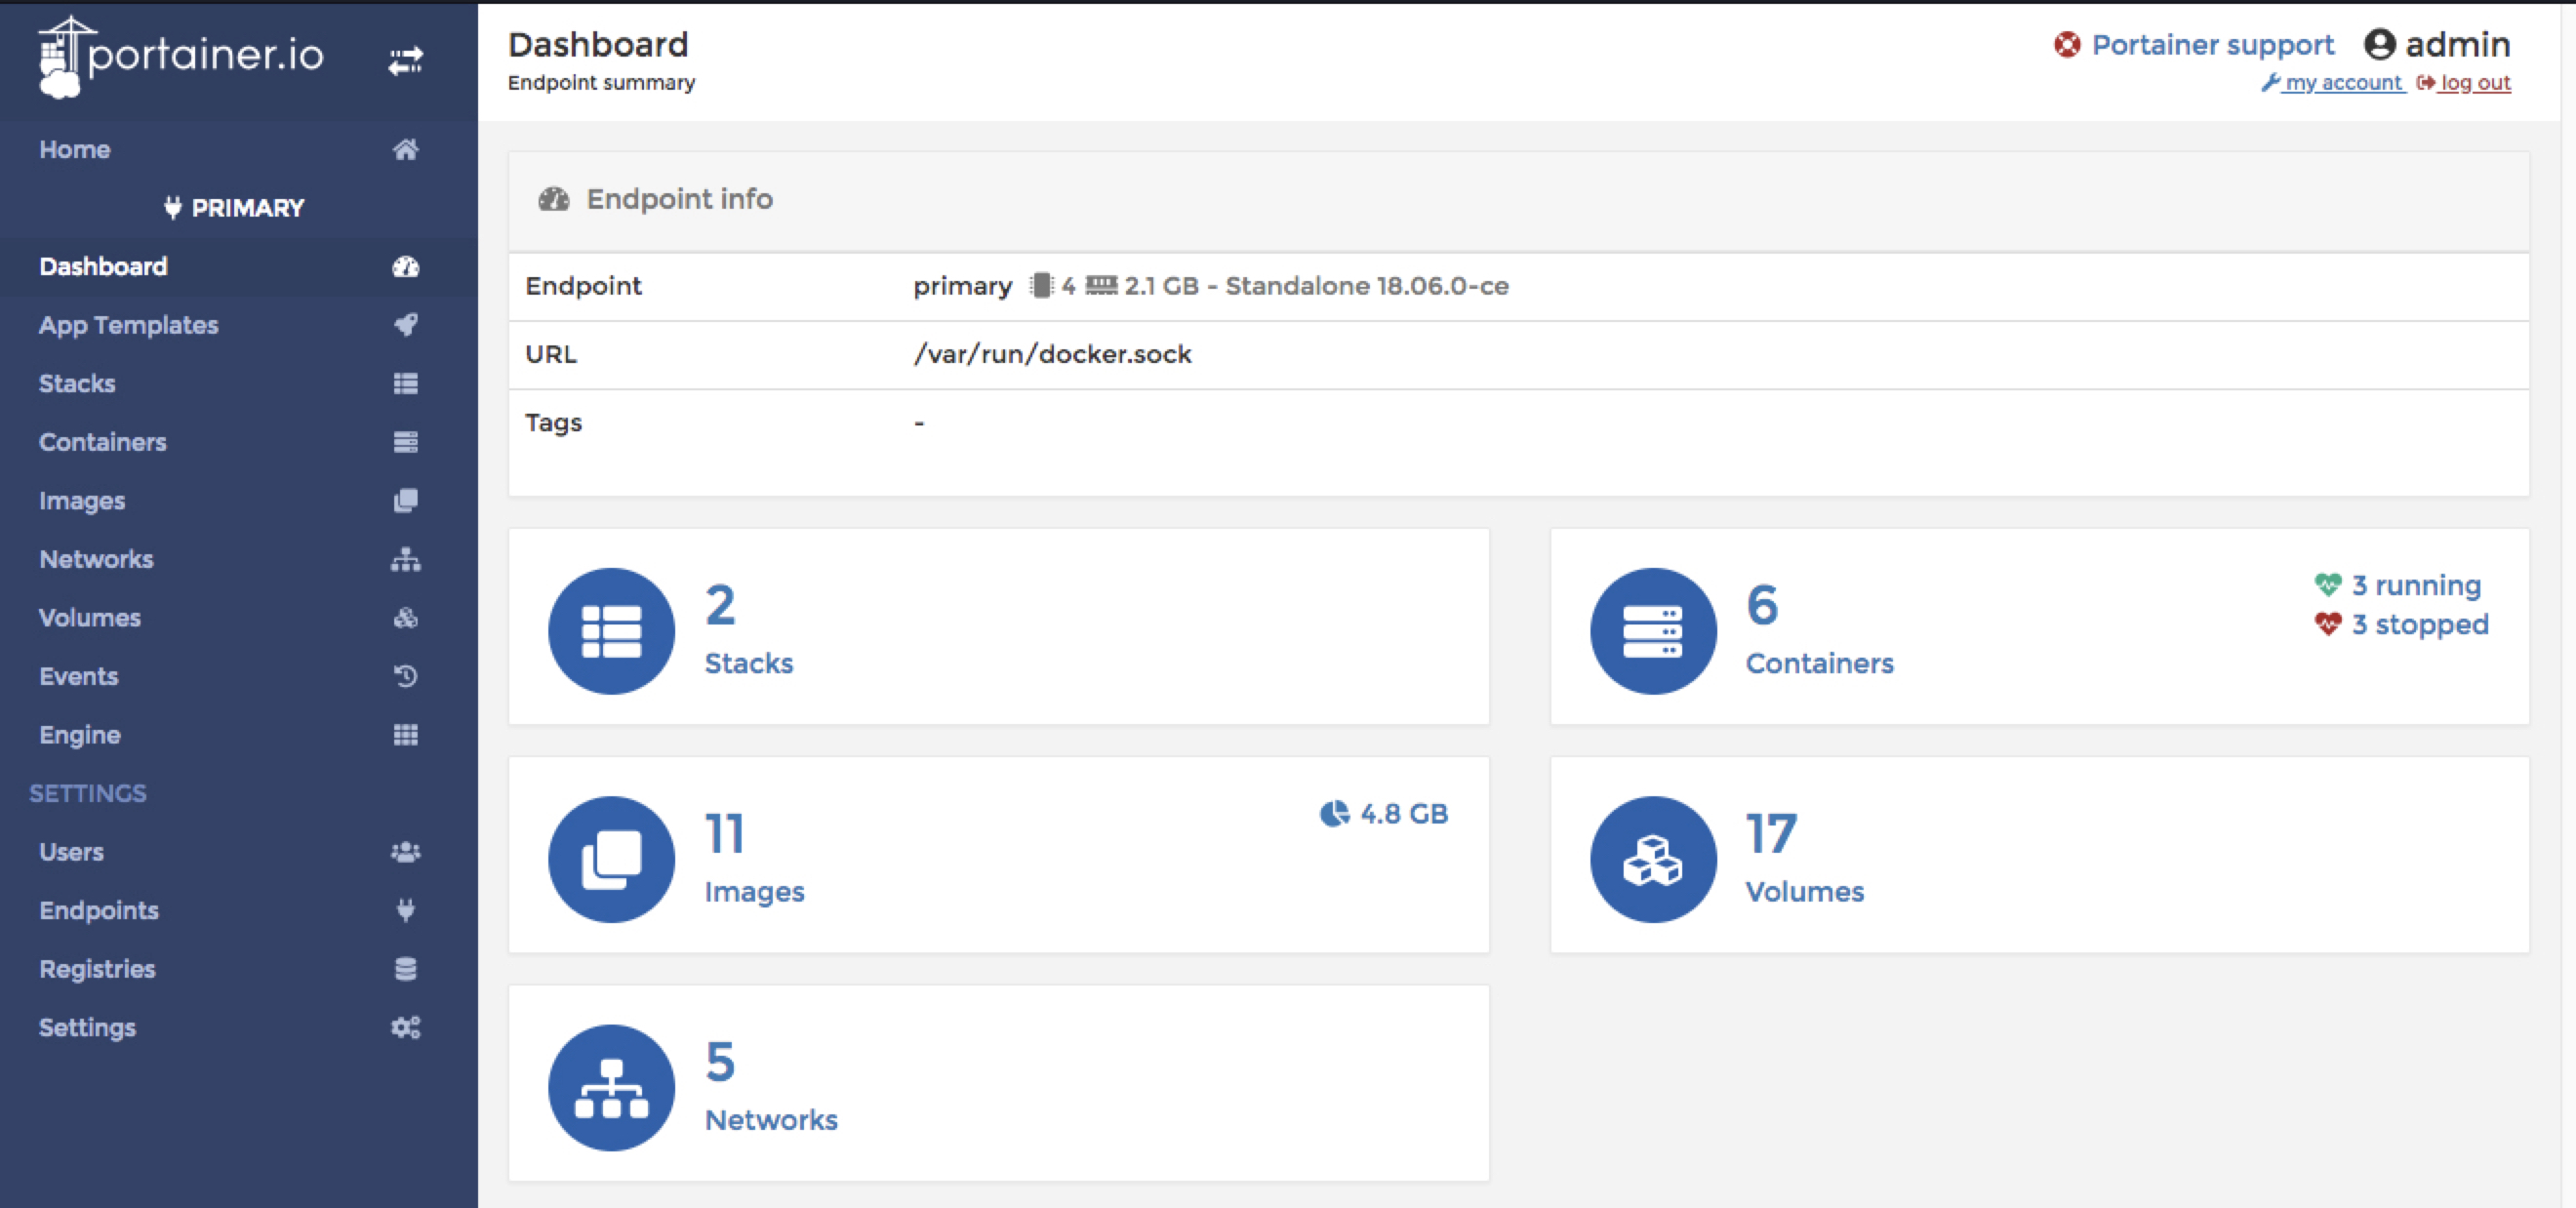 portainer.io
Home
PRIMARY
Dashboard
App Templates
Stacks
Containers
Images
Networks
Volumes
Events
Engine
SETTINGS
Users
Endpoints
Registries
Settings
Dashboard
Endpoint summary
Portainer support
admin
my account
log out
Endpoint info
Endpoint primary 4 2.1 GB - Standalone 18.06.0-ce
URL /var/run/docker.sock
Tags -
2
Stacks
6
Containers
3 running
3 stopped
11
Images
4.8 GB
17
Volumes
5
Networks